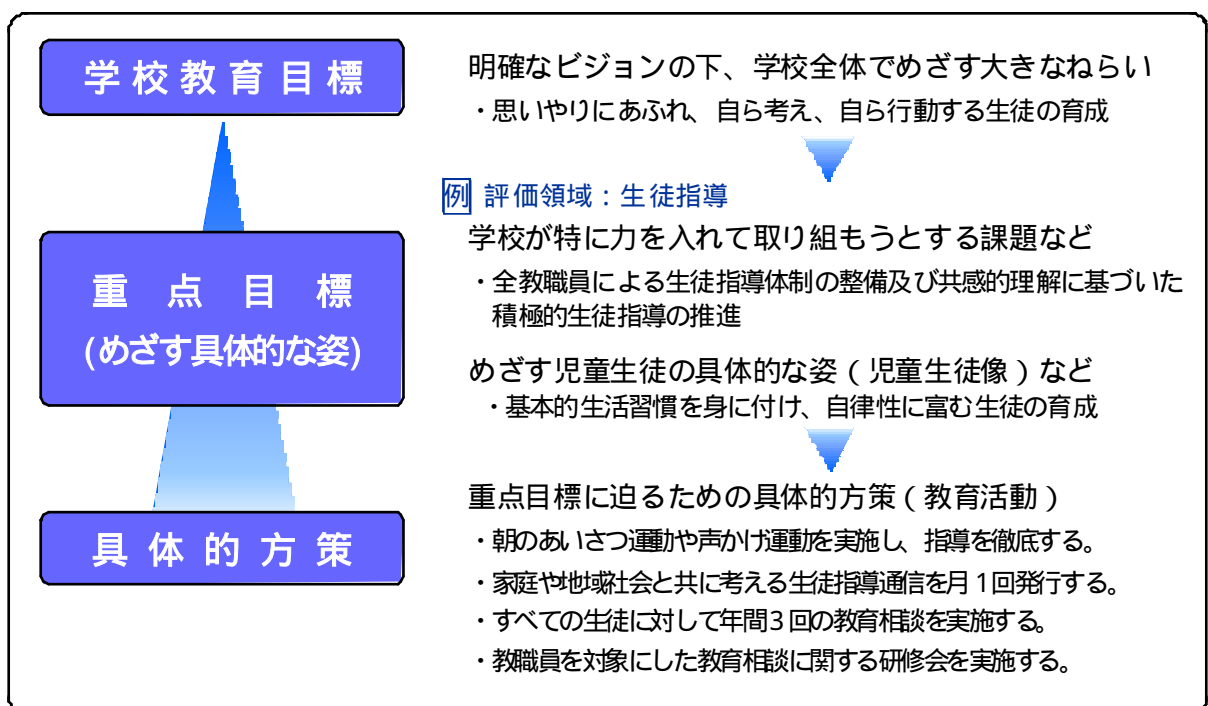 学校教育目標
明確なビジョンの下、学校全体でめざす大きなねらい
・思いやりにあふれ、自ら考え、自ら行動する生徒の育成
例 評価領域：生徒指導
学校が特に力を入れて取り組もうとする課題など
・全教職員による生徒指導体制の整備及び共感的理解に基づいた
積極的生徒指導の推進
重点目標
(めざす具体的な姿)
めざす児童生徒の具体的な姿（児童生徒像）など
・基本的生活習慣を身に付け、自律性に富む生徒の育成
具体的方策
重点目標に迫るための具体的方策（教育活動）
・朝のあいさつ運動や声かけ運動を実施し、指導を徹底する。
・家庭や地域社会と共に考える生徒指導通信を月1回発行する。
・すべての生徒に対して年間3回の教育相談を実施する。
・教職員を対象にした教育相談に関する研修会を実施する。